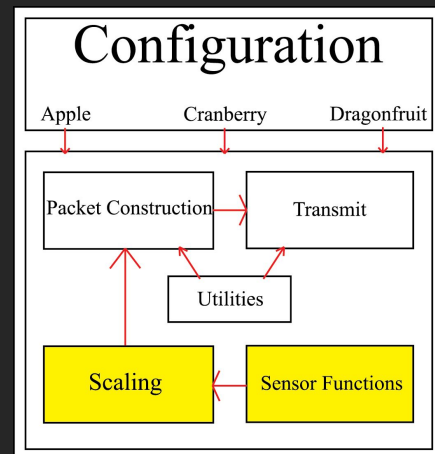 Configuration
Apple Cranberry Dragonfruit
Packet Construction Transmit
Utilities
Scaling Sensor Functions